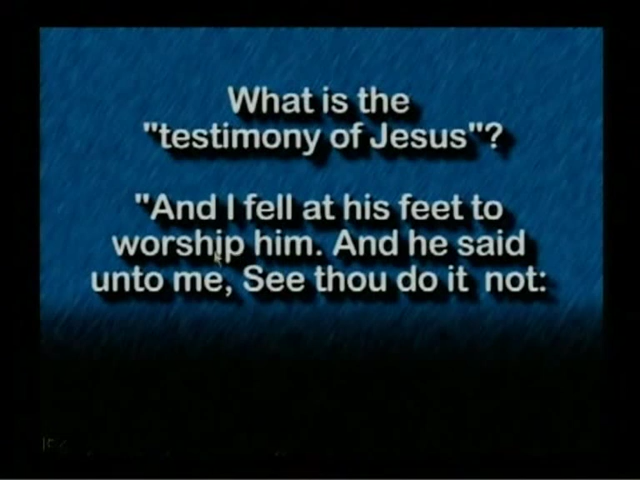 What is the
"testimony of Jesus"?
"And I fell at his feet to
worship him. And he said
unto me, See thou do it not: